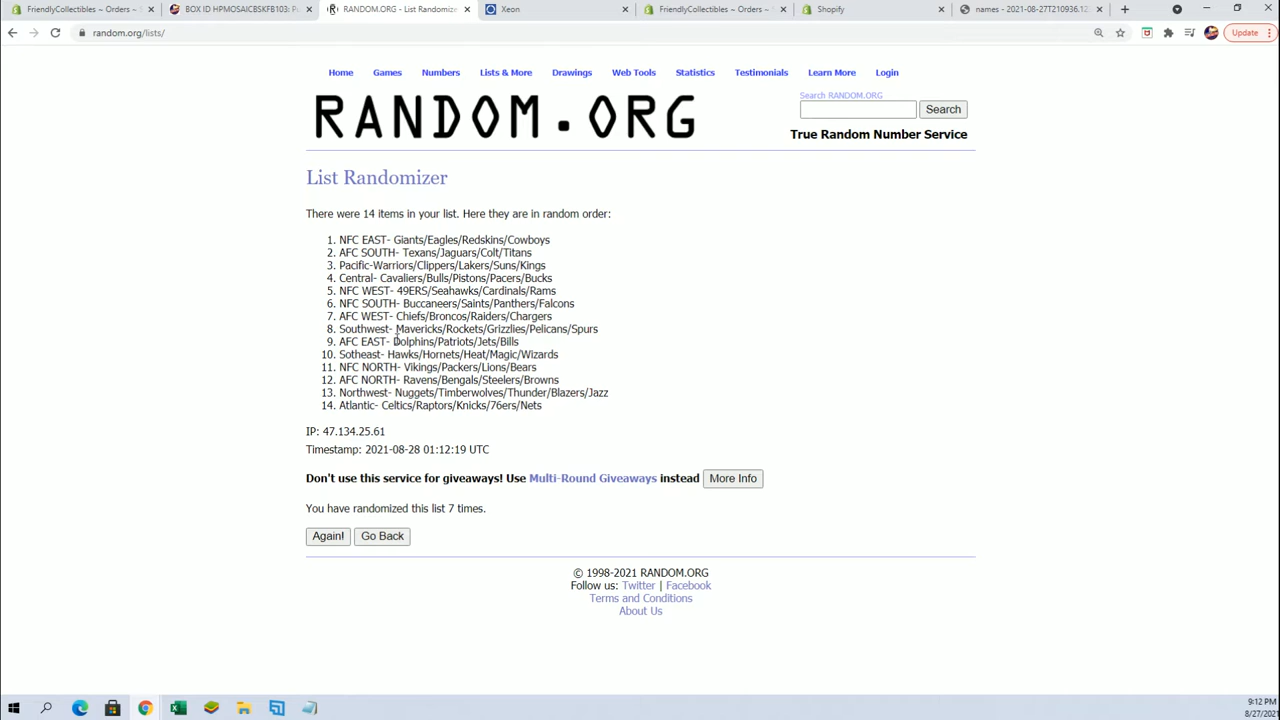 FriendlyCollectibles ~ Orders ~ S
BOX ID HPMOSAICBSKFB103: P
RANDOM.ORG - List Randomizer
Xeon
FriendlyCollectibles ~ Orders ~ S
Shopify
names - 2021-08-27T210936.12
random.org/lists/
Update
Home Games Numbers Lists & More Drawings Web Tools Statistics Testimonials Learn More Login
RANDOM.ORG
Search RANDOM.ORG
Search
True Random Number Service
List Randomizer
There were 14 items in your list. Here they are in random order:
1. NFC EAST- Giants/Eagles/Redskins/Cowboys
2. AFC SOUTH- Texans/Jaguars/Colt/Titans
3. Pacific-Warriors/Clippers/Lakers/Suns/Kings
4. Central- Cavaliers/Bulls/Pistons/Pacers/Bucks
5. NFC WEST- 49ERS/Seahawks/Cardinals/Rams
6. NFC SOUTH- Buccaneers/Saints/Panthers/Falcons
7. AFC WEST- Chiefs/Broncos/Raiders/Chargers
8. Southwest- Mavericks/Rockets/Grizzlies/Pelicans/Spurs
9. AFC EAST- Dolphins/Patriots/Jets/Bills
10. Sotheast- Hawks/Hornets/Heat/Magic/Wizards
11. NFC NORTH- Vikings/Packers/Lions/Bears
12. AFC NORTH- Ravens/Bengals/Steelers/Browns
13. Northwest- Nuggets/Timberwolves/Thunder/Blazers/Jazz
14. Atlantic- Celtics/Raptors/Knicks/76ers/Nets
IP: 47.134.25.61
Timestamp: 2021-08-28 01:12:19 UTC
Don't use this service for giveaways! Use Multi-Round Giveaways instead More Info
You have randomized this list 7 times.
Again! Go Back
© 1998-2021 RANDOM.ORG
Follow us: Twitter | Facebook
Terms and Conditions
About Us
9:12 PM
8/27/2021